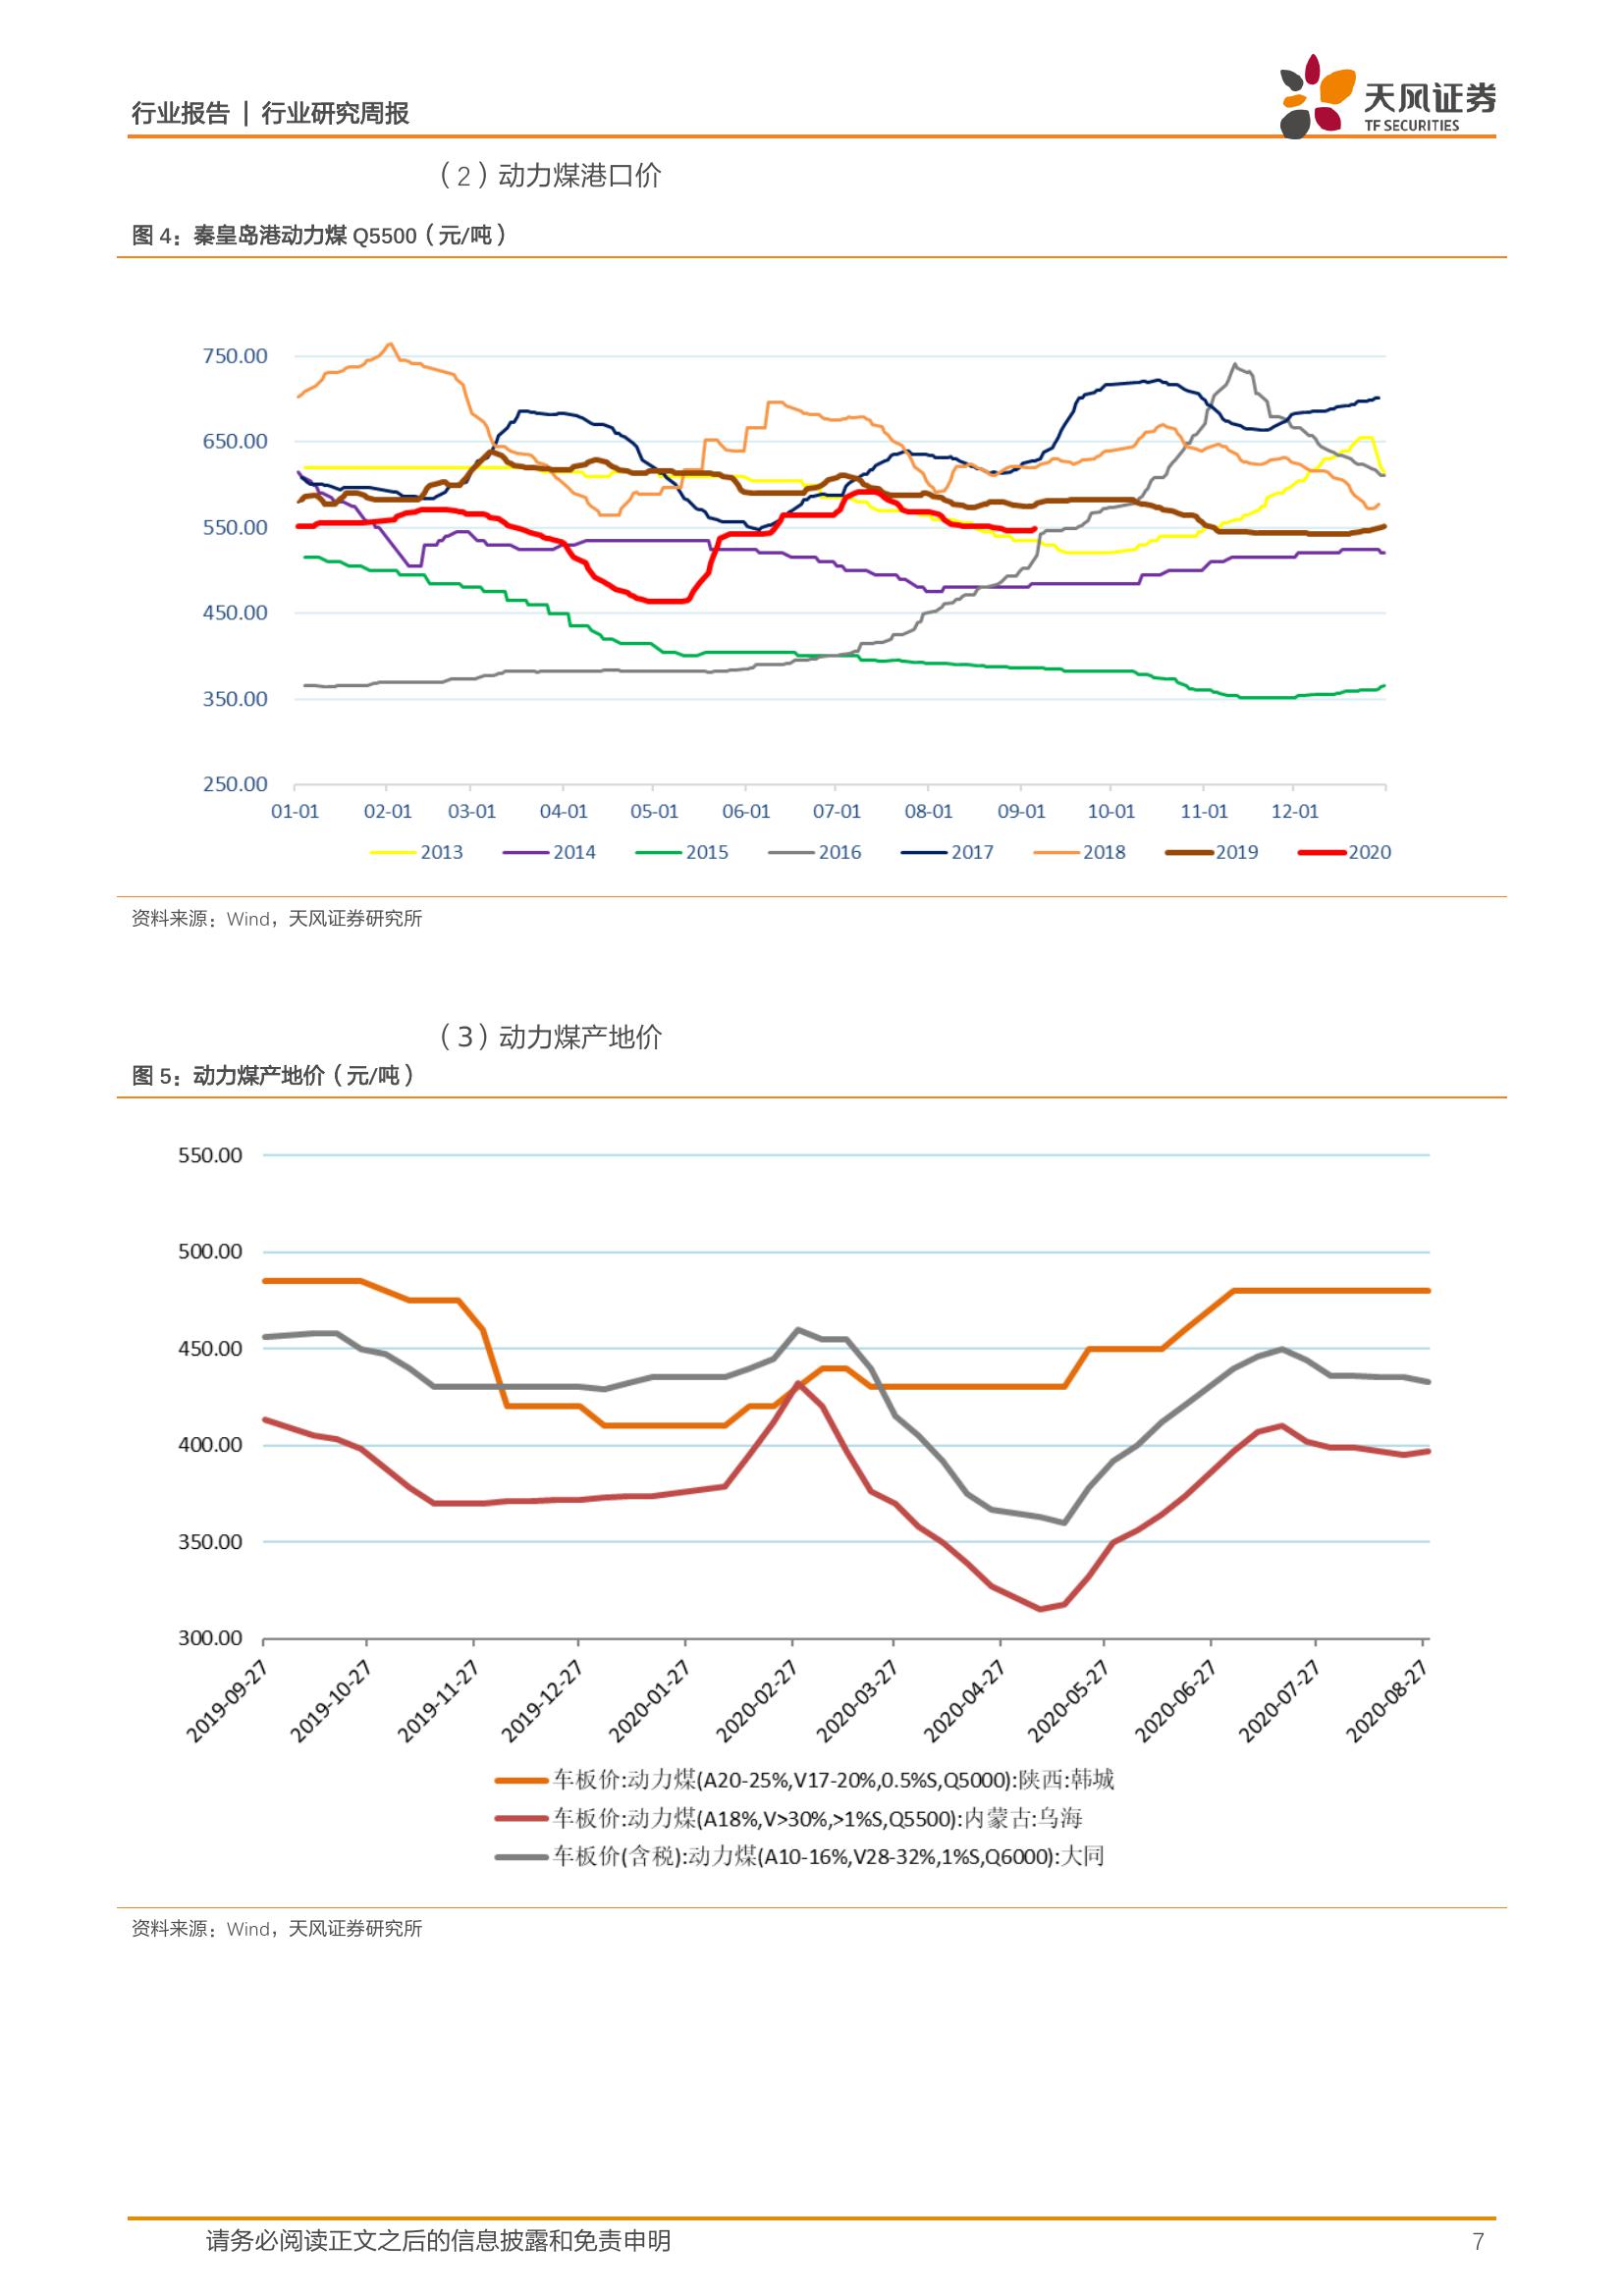 行业报告 | 行业研究周报
天风证券
TF SECURITIES
（2）动力煤港口价
图 4：秦皇岛港动力煤 Q5500（元/吨）
750.00
650.00
550.00
450.00
350.00
250.00
01-01 02-01 03-01 04-01 05-01 06-01 07-01 08-01 09-01 10-01 11-01 12-01
2013 2014 2015 2016 2017 2018 2019 2020
资料来源：Wind，天风证券研究所
（3）动力煤产地价
图 5：动力煤产地价（元/吨）
550.00
500.00
450.00
400.00
350.00
300.00
2019-09-27 2019-10-27 2019-11-27 2019-12-27 2020-01-27 2020-02-27 2020-03-27 2020-04-27 2020-05-27 2020-06-27 2020-07-27 2020-08-27
车板价:动力煤(A20-25%,V17-20%,0.5%S,Q5000):陕西:韩城
车板价:动力煤(A18%,V>30%,>1%S,Q5500):内蒙古:乌海
车板价(含税):动力煤(A10-16%,V28-32%,1%S,Q6000):大同
资料来源：Wind，天风证券研究所
请务必阅读正文之后的信息披露和免责申明 7